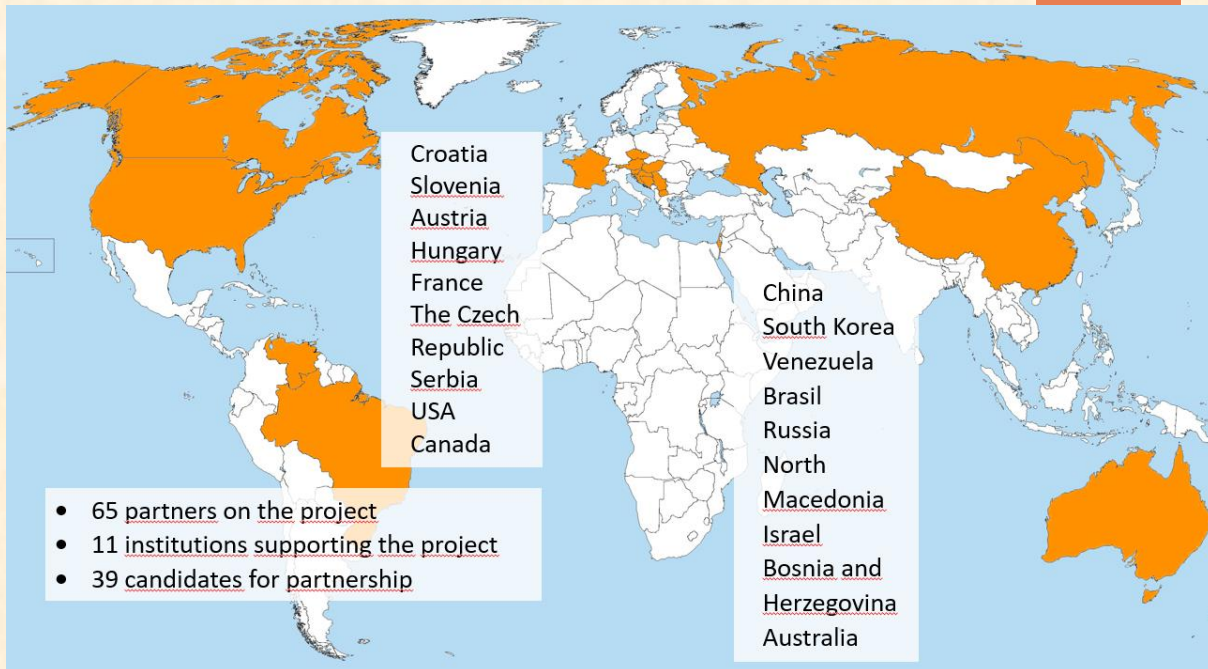 Croatia
Slovenia
Austria
Hungary
France
The Czech
Republic
Serbia
USA
Canada
China
South Korea
Venezuela
Brasil
Russia
North
Macedonia
Israel
Bosnia and
Herzegovina
Australia
• 65 partners on the project
• 11 institutions supporting the project
• 39 candidates for partnership